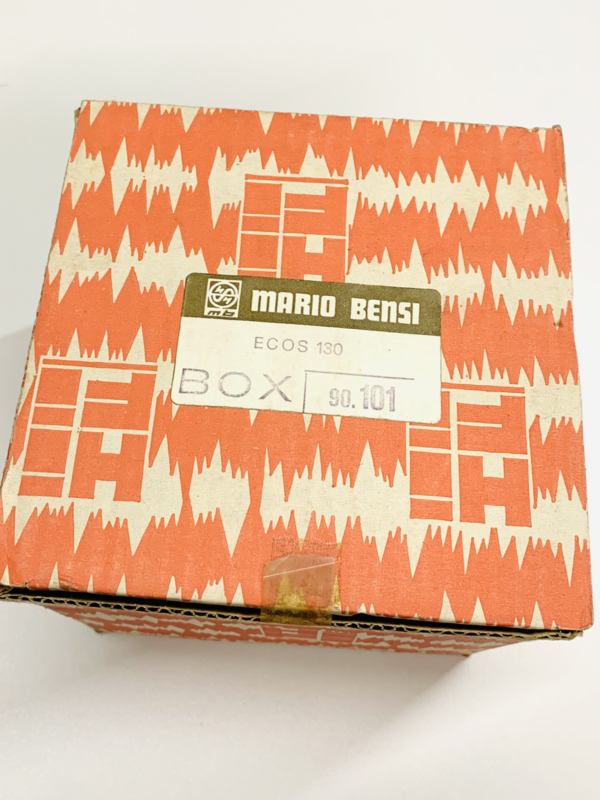 MARIO BENSI
ECOS 130
BOX 90.101